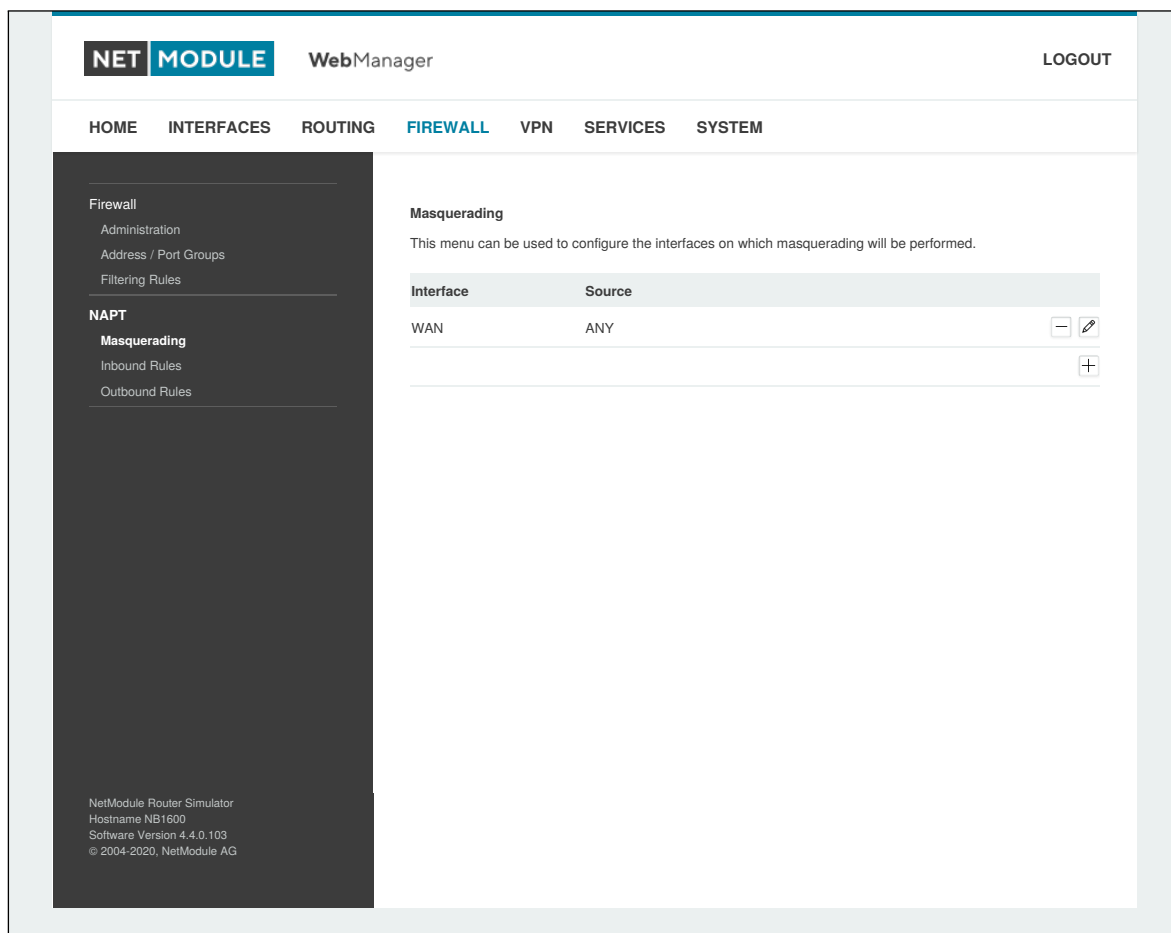 NET MODULE WebManager LOGOUT
HOME INTERFACES ROUTING FIREWALL VPN SERVICES SYSTEM
Firewall
Administration
Address / Port Groups
Filtering Rules
NAPT
Masquerading
Inbound Rules
Outbound Rules
Masquerading
This menu can be used to configure the interfaces on which masquerading will be performed.
Interface Source
WAN ANY
NetModule Router Simulator
Hostname NB1600
Software Version 4.4.0.103
© 2004-2020, NetModule AG